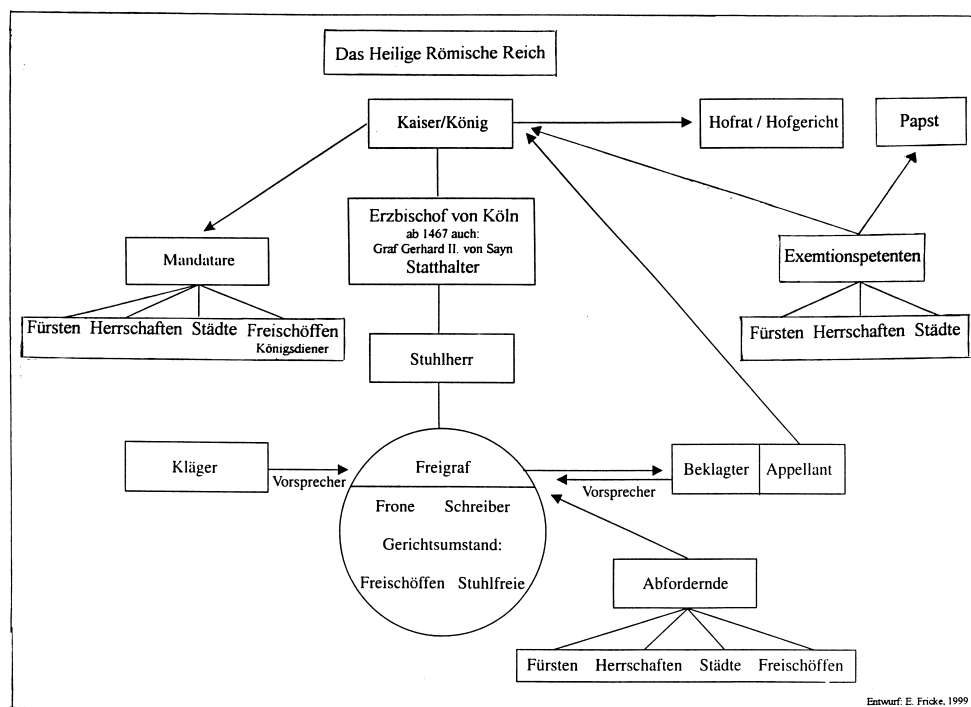 Das Heilige Römische Reich
Kaiser/König
Hofrat / Hofgericht
Papst
Erzbischof von Köln
ab 1467 auch:
Graf Gerhard II. von Sayn
Statthalter
Mandatare
Exemtionspetenten
Fürsten Herrschaften Städte Freischöffen
Königsdiener
Fürsten Herrschaften Städte
Stuhlherr
Kläger
Vorsprecher
Freigraf
Beklagter Appellant
Vorsprecher
Frone Schreiber
Gerichtsumstand:
Freischöffen Stuhlfreie
Abfordernde
Fürsten Herrschaften Städte Freischöffen
Entwurf: E. Fricke, 1999